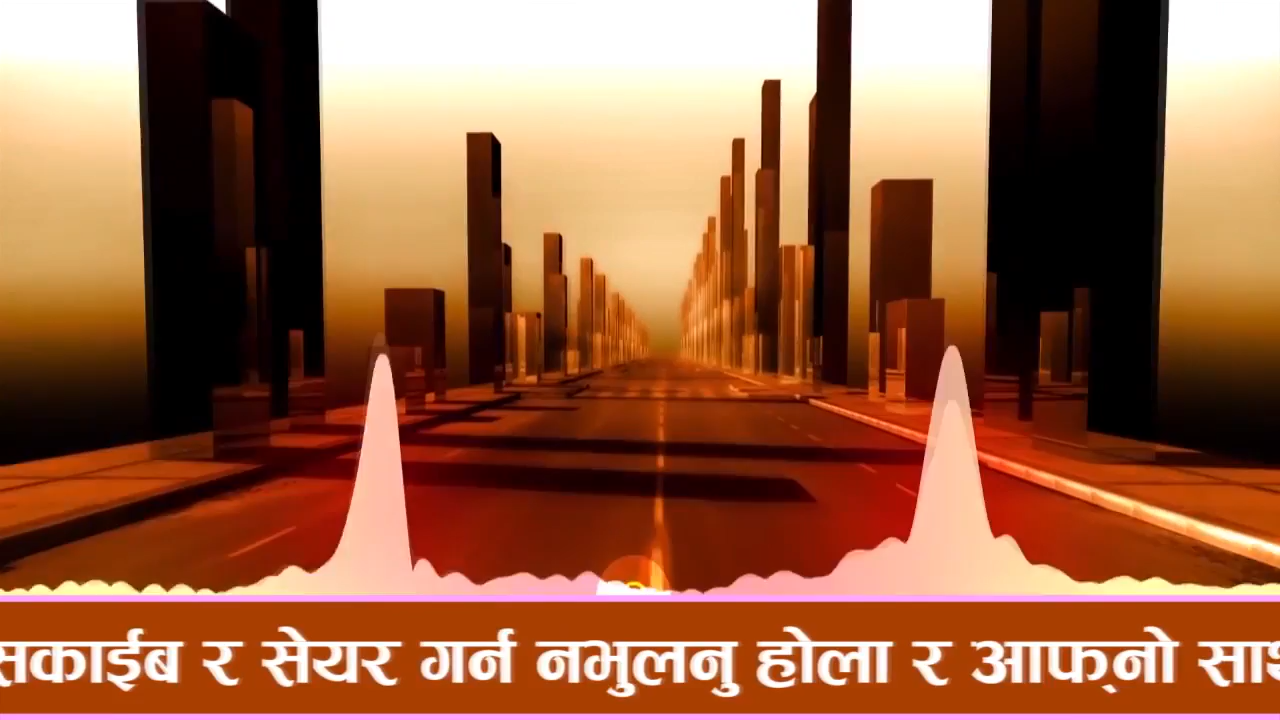 सकाईब र सेयर गर्न नभुलनु होला र आफ्नो